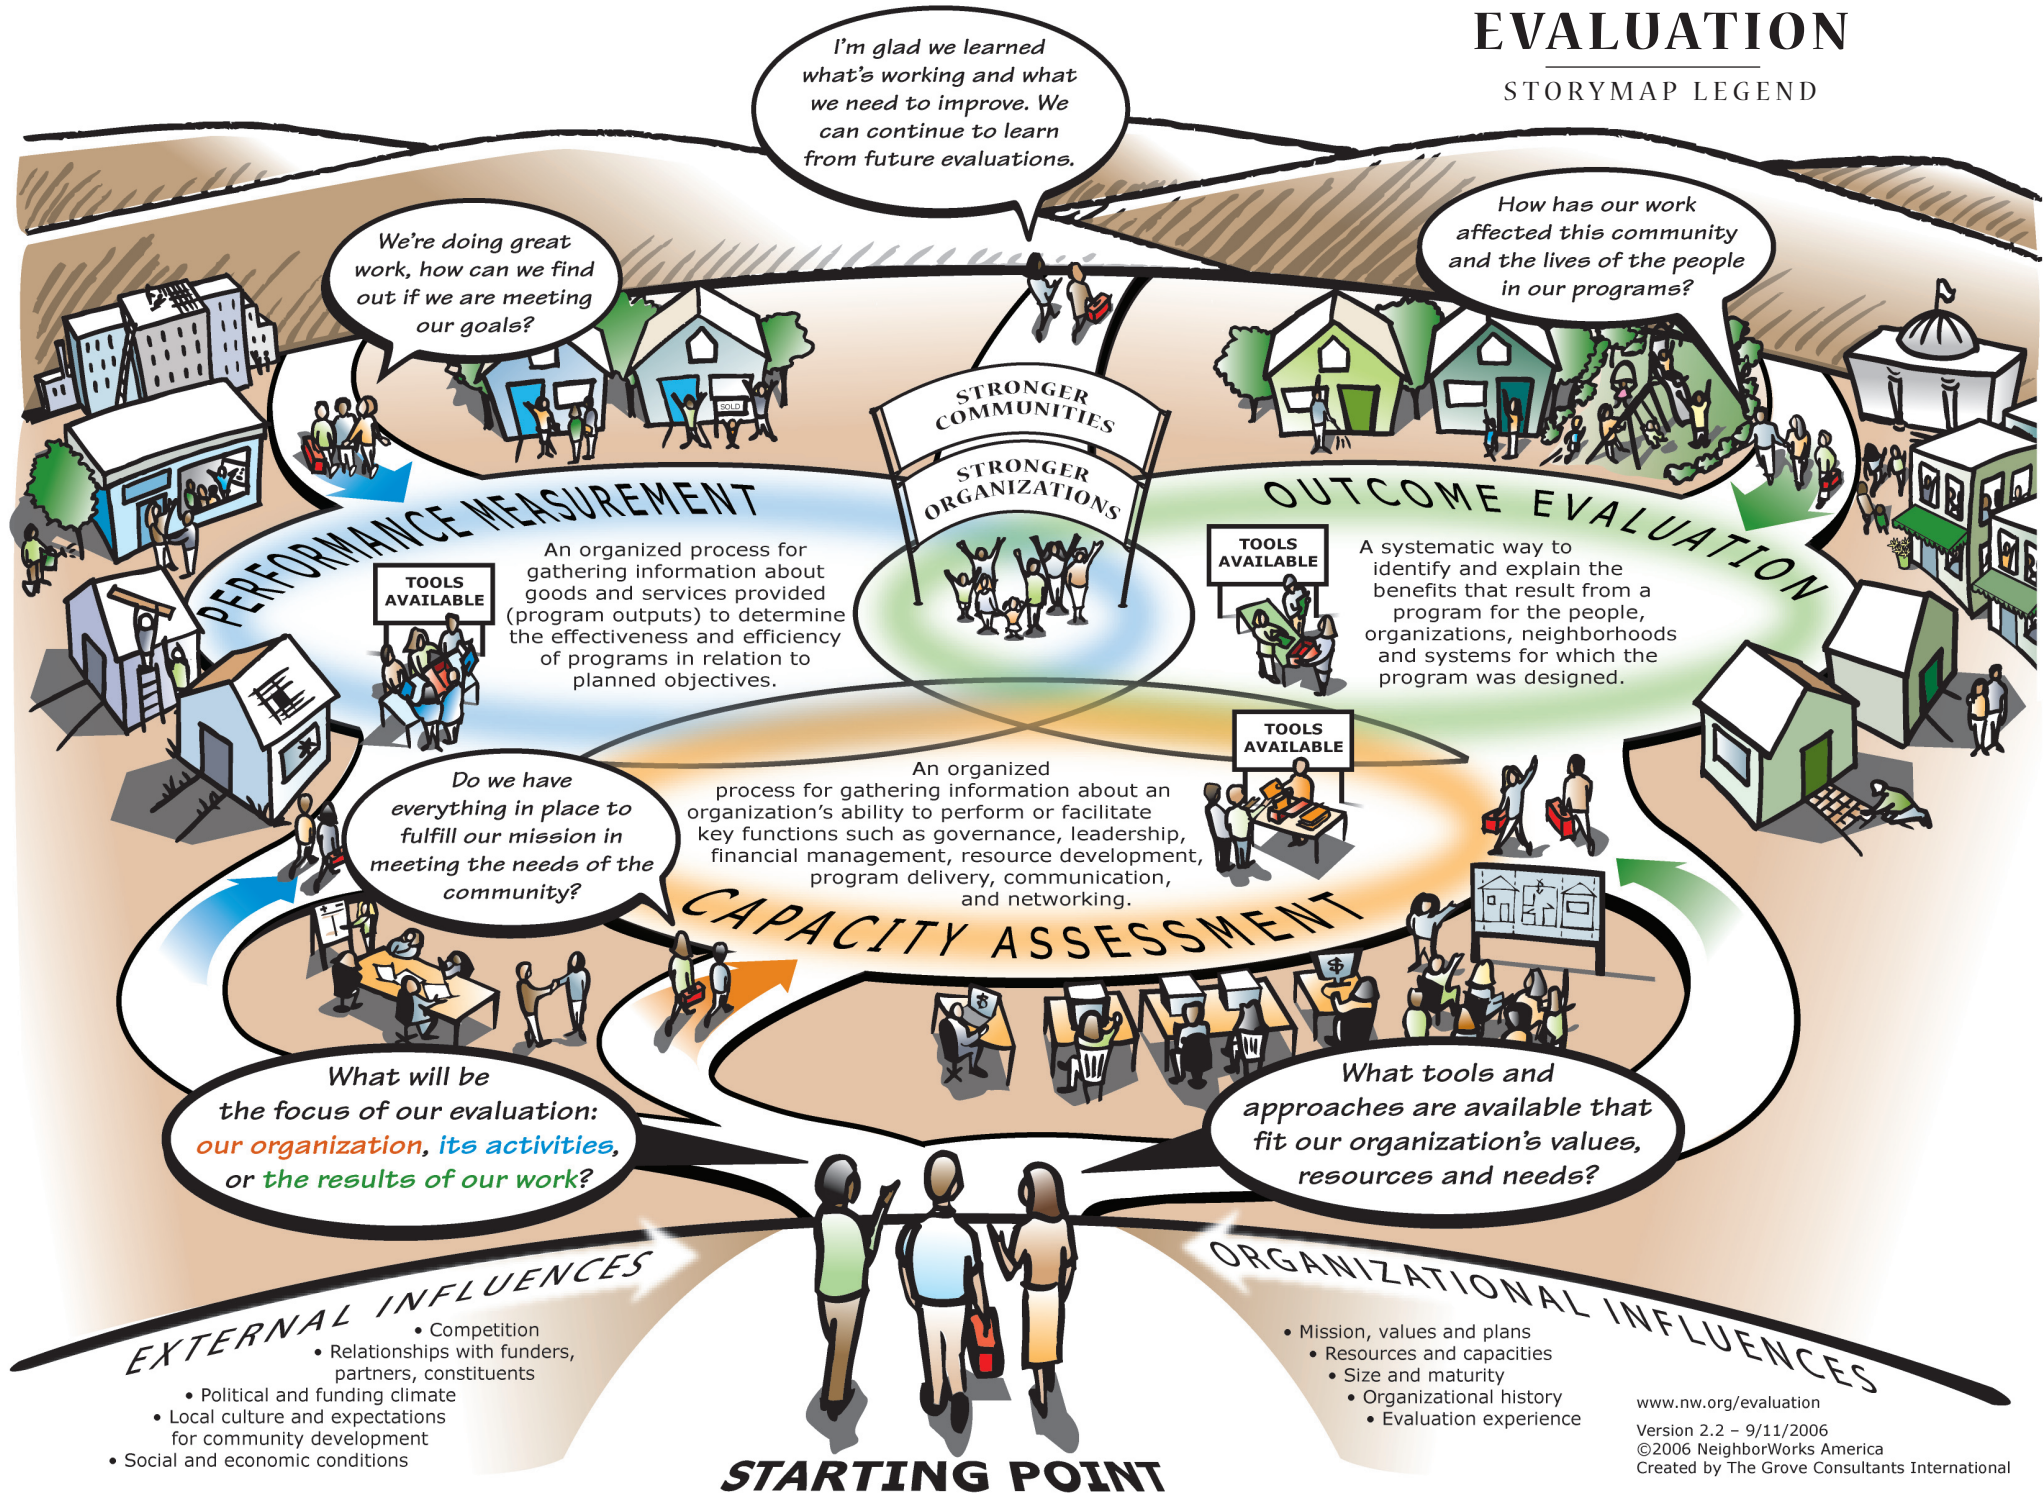 EVALUATION
STORYMAP LEGEND
I'm glad we learned
what's working and what
we need to improve. We
can continue to learn
from future evaluations.
We're doing great
work, how can we find
out if we are meeting
our goals?
How has our work
affected this community
and the lives of the people
in our programs?
SOLD
STRONGER
COMMUNITIES
STRONGER
ORGANIZATIONS
PERFORMANCE MEASUREMENT
An organized process for
gathering information about
goods and services provided
(program outputs) to determine
the effectiveness and efficiency
of programs in relation to
planned objectives.
TOOLS
AVAILABLE
OUTCOME EVALUATION
TOOLS
AVAILABLE
A systematic way to
identify and explain the
benefits that result from a
program for the people,
organizations, neighborhoods
and systems for which the
program was designed.
Do we have
everything in place to
fulfill our mission in
meeting the needs of the
community?
An organized
process for gathering information about an
organization's ability to perform or facilitate
key functions such as governance, leadership,
financial management, resource development,
program delivery, communication,
and networking.
TOOLS
AVAILABLE
CAPACITY ASSESSMENT
$
$
What will be
the focus of our evaluation:
our organization, its activities,
or the results of our work?
What tools and
approaches are available that
fit our organization's values,
resources and needs?
EXTERNAL INFLUENCES
• Competition
• Relationships with funders,
partners, constituents
• Political and funding climate
• Local culture and expectations
for community development
• Social and economic conditions
ORGANIZATIONAL INFLUENCES
• Mission, values and plans
• Resources and capacities
• Size and maturity
• Organizational history
• Evaluation experience
STARTING POINT
www.nw.org/evaluation
Version 2.2 – 9/11/2006
©2006 NeighborWorks America
Created by The Grove Consultants International